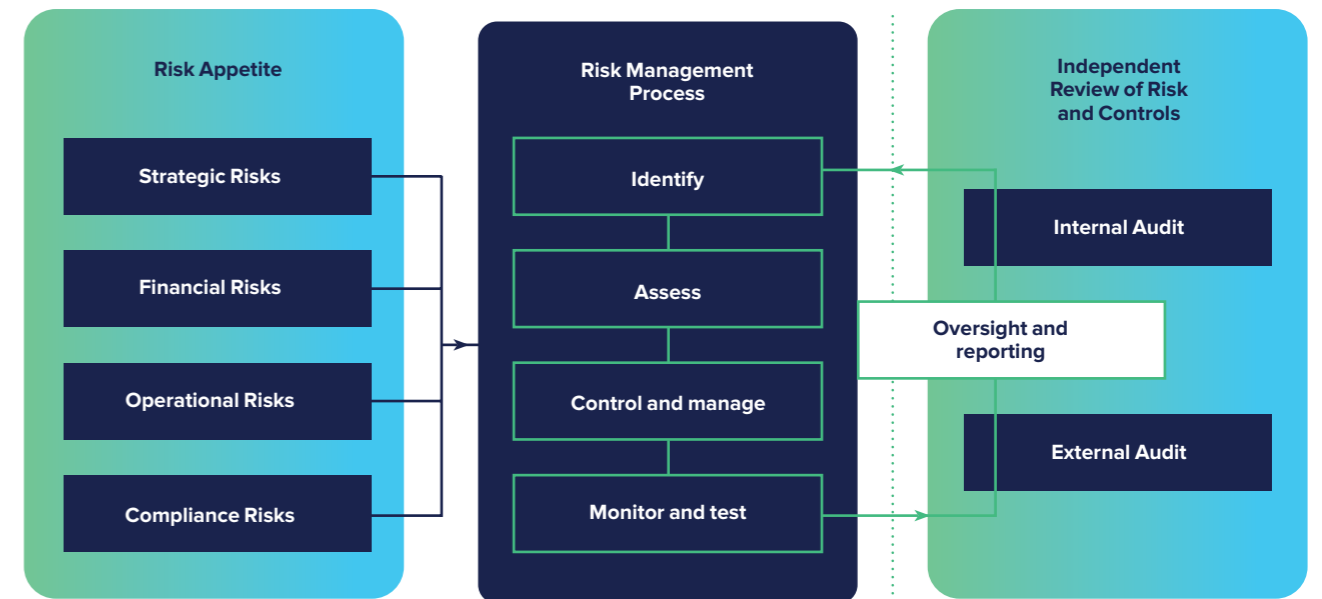 Risk Appetite
Strategic Risks
Financial Risks
Operational Risks
Compliance Risks
Risk Management
Process
Identify
Assess
Control and manage
Monitor and test
Independent
Review of Risk
and Controls
Internal Audit
Oversight and
reporting
External Audit